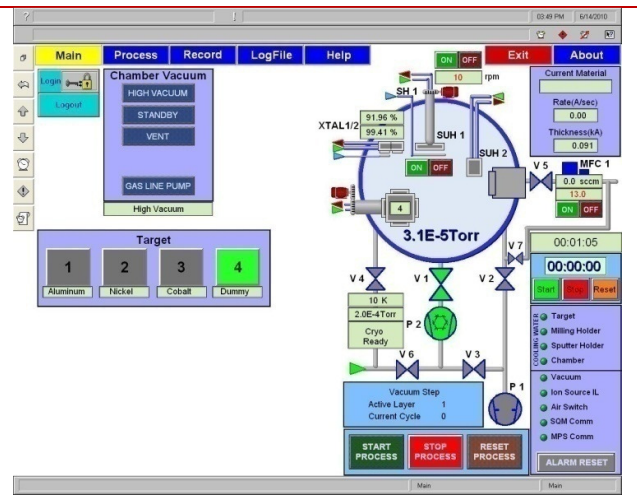 03:49 PM 6/14/2010
Main Process Record LogFile Help Exit About
Login
Logout
Chamber Vacuum
HIGH VACUUM
STANDBY
VENT
GAS LINE PUMP
High Vacuum
Target
1 2 3 4
Aluminum Nickel Cobalt Dummy
ON OFF
10 rpm
SH 1
XTAL1/2
91.96 %
99.41 %
SUH 1
SUH 2
ON OFF
4
3.1E-5Torr
Current Material
Rate(A/sec)
0.00
Thickness(kA)
0.091
V 5
MFC 1
0.0 sccm
13.0
ON OFF
V 7
00:01:05
00:00:00
Start Stop Reset
V 4
V 1
V 2
10 K
2.0E-4Torr
Cryo
Ready
P 2
V 6
V 3
P 1
COOLING WATER
Target
Milling Holder
Sputter Holder
Chamber
Vacuum
Ion Source IL
Air Switch
SQM Comm
MPS Comm
ALARM RESET
Vacuum Step
Active Layer 1
Current Cycle 0
START PROCESS
STOP PROCESS
RESET PROCESS
Main Main